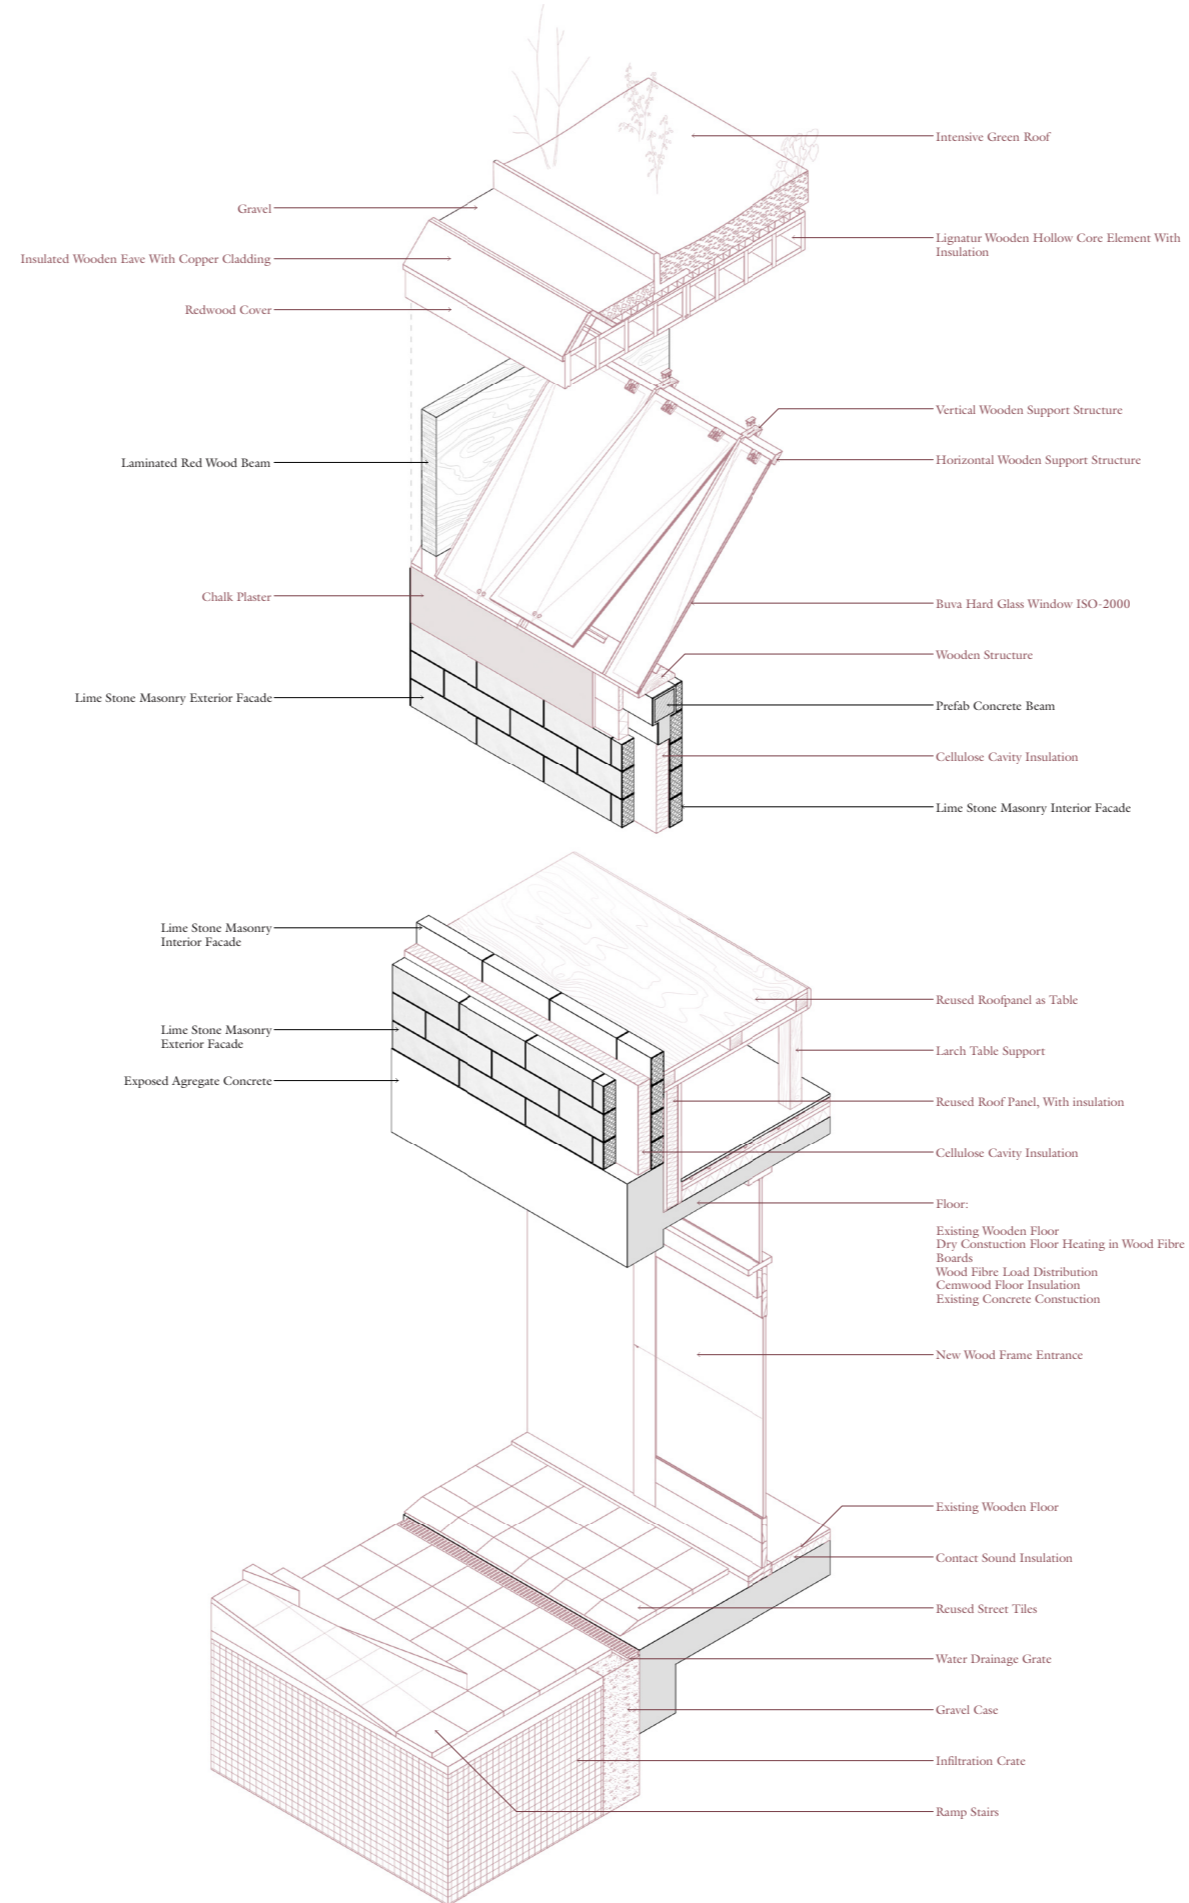 Intensive Green Roof
Gravel
Lignatur Wooden Hollow Core Element With
Insulation
Insulated Wooden Eave With Copper Cladding
Redwood Cover
Vertical Wooden Support Structure
Laminated Red Wood Beam
Horizontal Wooden Support Structure
Chalk Plaster
Buva Hard Glass Window ISO-2000
Wooden Structure
Lime Stone Masonry Exterior Facade
Prefab Concrete Beam
Cellulose Cavity Insulation
Lime Stone Masonry Interior Facade
Lime Stone Masonry
Interior Facade
Reused Roofpanel as Table
Lime Stone Masonry
Exterior Facade
Larch Table Support
Exposed Agregate Concrete
Reused Roof Panel, With insulation
Cellulose Cavity Insulation
Floor:
Existing Wooden Floor
Dry Constuction Floor Heating in Wood Fibre
Boards
Wood Fibre Load Distribution
Cemwood Floor Insulation
Existing Concrete Constuction
New Wood Frame Entrance
Existing Wooden Floor
Contact Sound Insulation
Reused Street Tiles
Water Drainage Grate
Gravel Case
Infiltration Crate
Ramp Stairs